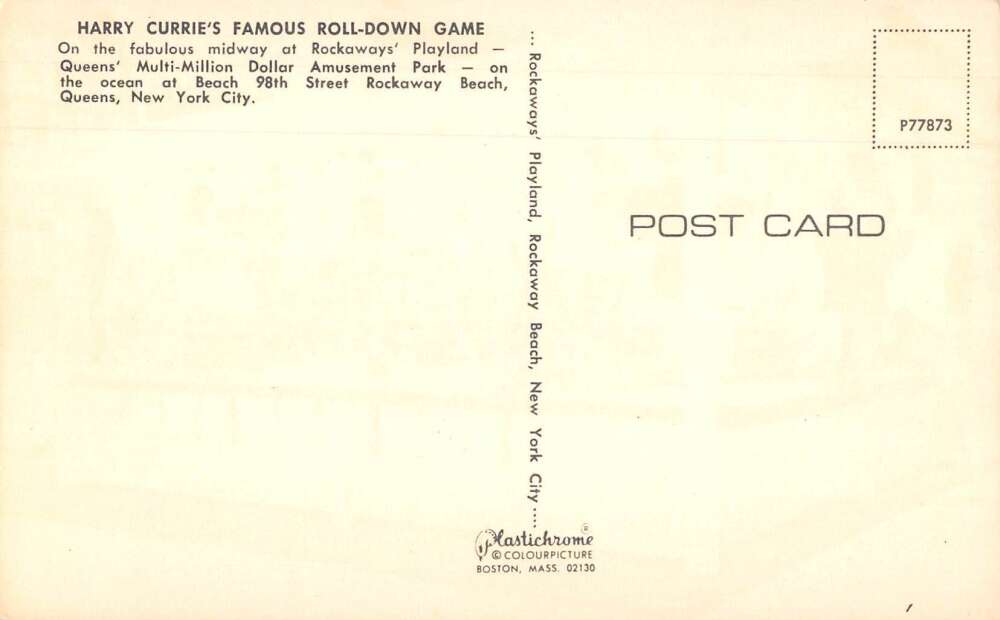 HARRY CURRIE'S FAMOUS ROLL-DOWN GAME
On the fabulous midway at Rockaways' Playland —
Queens' Multi-Million Dollar Amusement Park — on
the ocean at Beach 98th Street Rockaway Beach,
Queens, New York City.
... Rockaways' Playland, Rockaway Beach, New York City ....
P77873
POST CARD
Plastichrome ®
© COLOURPICTURE
BOSTON, MASS. 02130